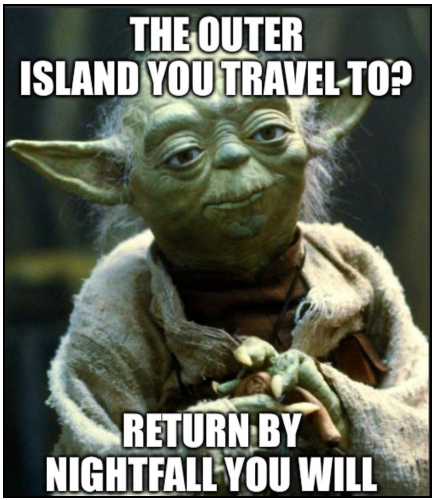 THE OUTER
ISLAND YOU TRAVEL TO?
RETURN BY
NIGHTFALL YOU WILL